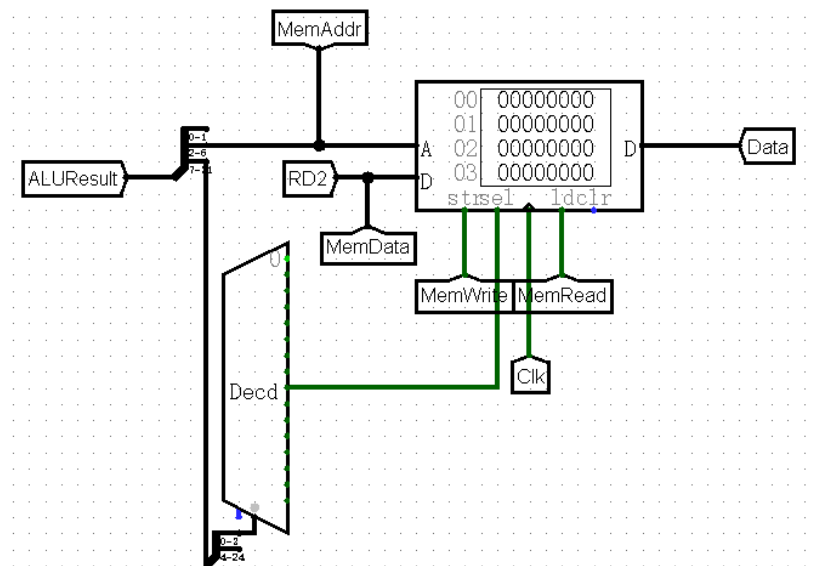 MemAddr
0-1
2-6
7-31
ALUResult
RD2
MemData
00 00000000
01 00000000
02 00000000
03 00000000
A
D
D
str sel ld clr
Data
MemWrite
MemRead
Clk
0
Decd
0-2
4-24